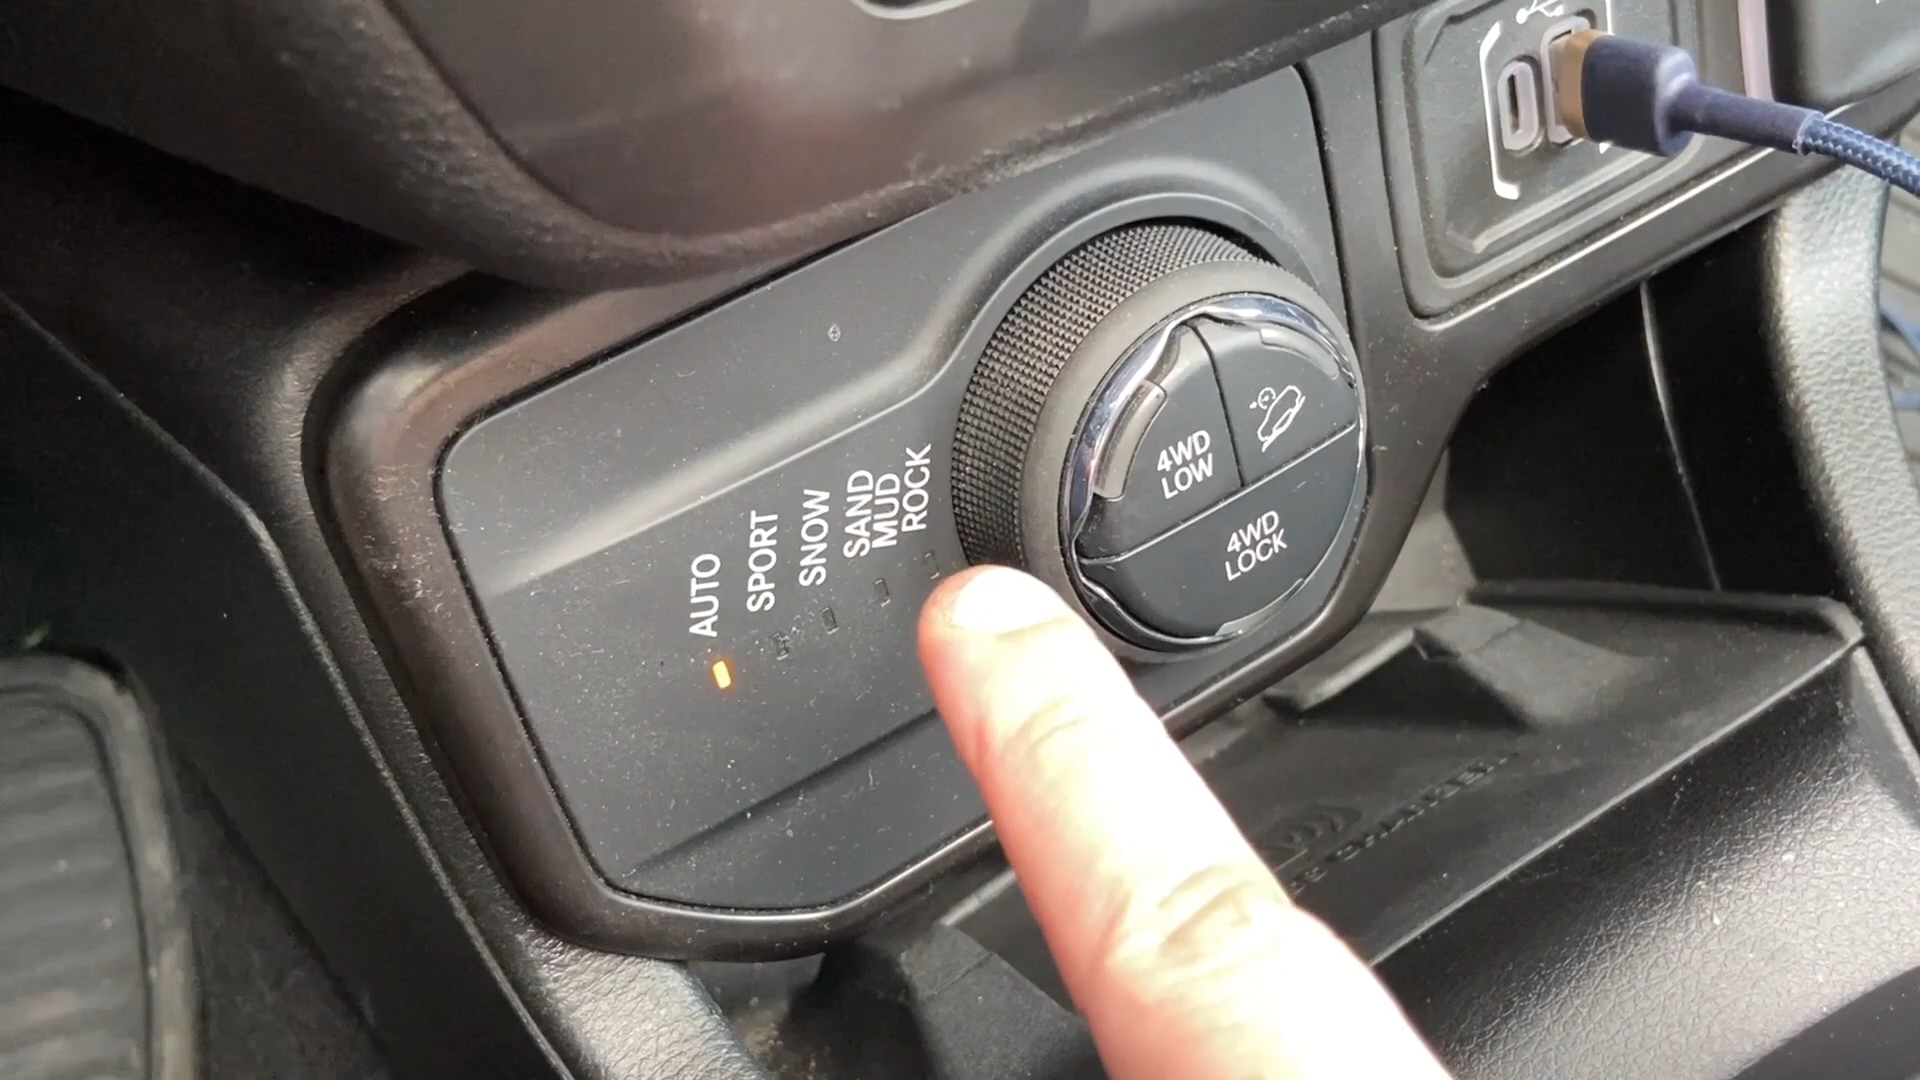 AUTO
SPORT
SNOW
SAND
MUD
ROCK
4WD
LOW
4WD
LOCK